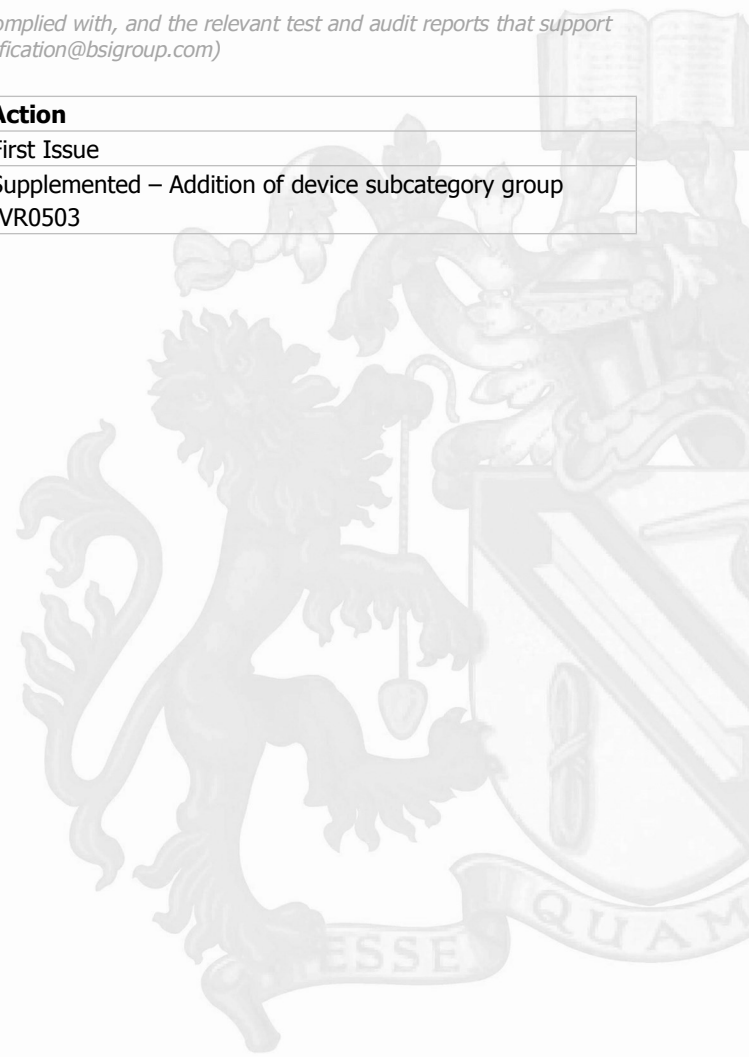 omplied with, and the relevant test and audit reports that support
fication@bsigroup.com)
Action
First Issue
Supplemented – Addition of device subcategory group
IVR0503
ESSE
QUAM